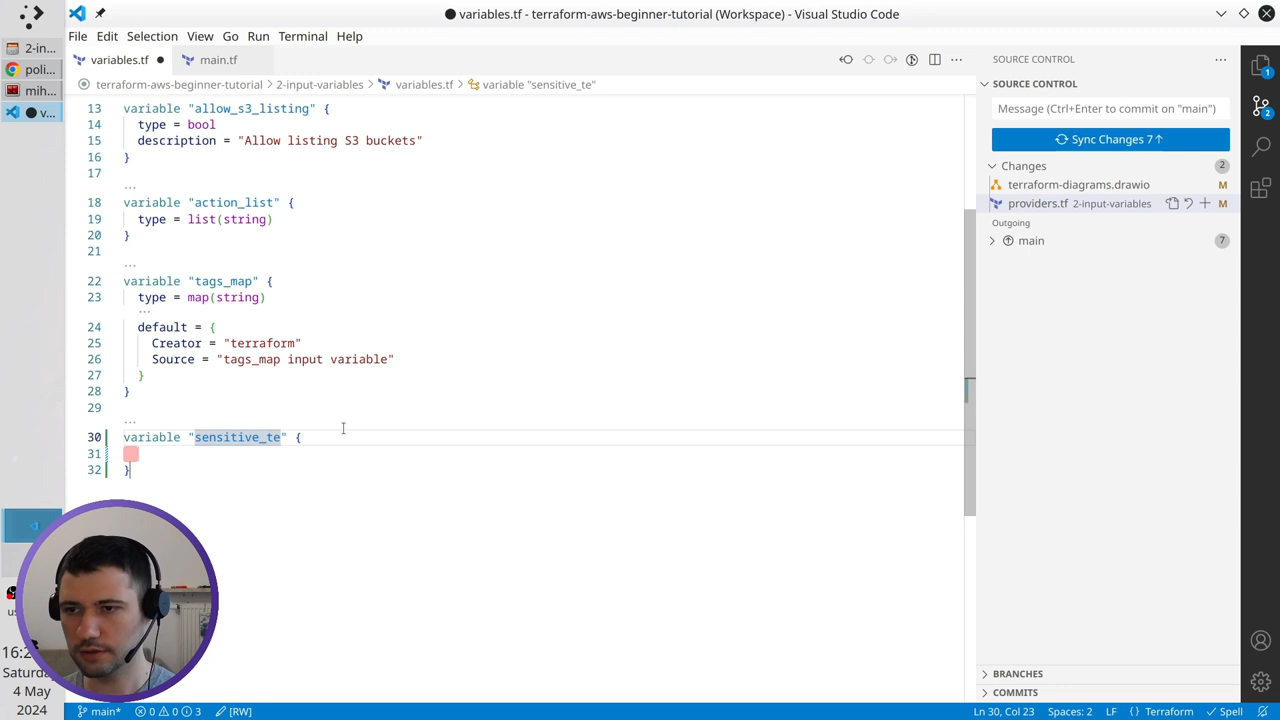 variables.tf - terraform-aws-beginner-tutorial (Workspace) - Visual Studio Code
File Edit Selection View Go Run Terminal Help
2-in...
poli...
mih...
v...
variables.tf
main.tf
terraform-aws-beginner-tutorial > 2-input-variables > variables.tf > variable "sensitive_te"
13 variable "allow_s3_listing" {
14 type = bool
15 description = "Allow listing S3 buckets"
16 }
17
...
18 variable "action_list" {
19 type = list(string)
20 }
21
...
22 variable "tags_map" {
23 type = map(string)
...
24 default = {
25 Creator = "terraform"
26 Source = "tags_map input variable"
27 }
28 }
29
...
30 variable "sensitive_te" {
31
32 }
SOURCE CONTROL
SOURCE CONTROL
Message (Ctrl+Enter to commit on "main")
Sync Changes 7↑
Changes 2
terraform-diagrams.drawio M
providers.tf 2-input-variables M
Outgoing
main 7
BRANCHES
COMMITS
1
2
Saturday
4 May
2024
main* 0 0 3 [RW]
Ln 30, Col 23 Spaces: 2 LF {} Terraform Spell